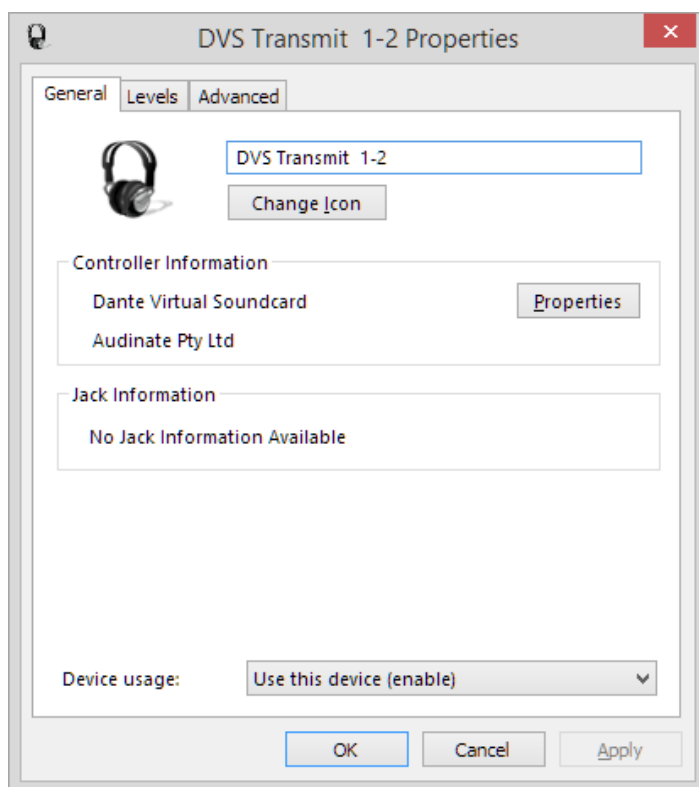 DVS Transmit  1-2 Properties
General Levels Advanced
DVS Transmit  1-2
Change Icon
Controller Information
Dante Virtual Soundcard Properties
Audinate Pty Ltd
Jack Information
No Jack Information Available
Device usage: Use this device (enable)
OK Cancel Apply